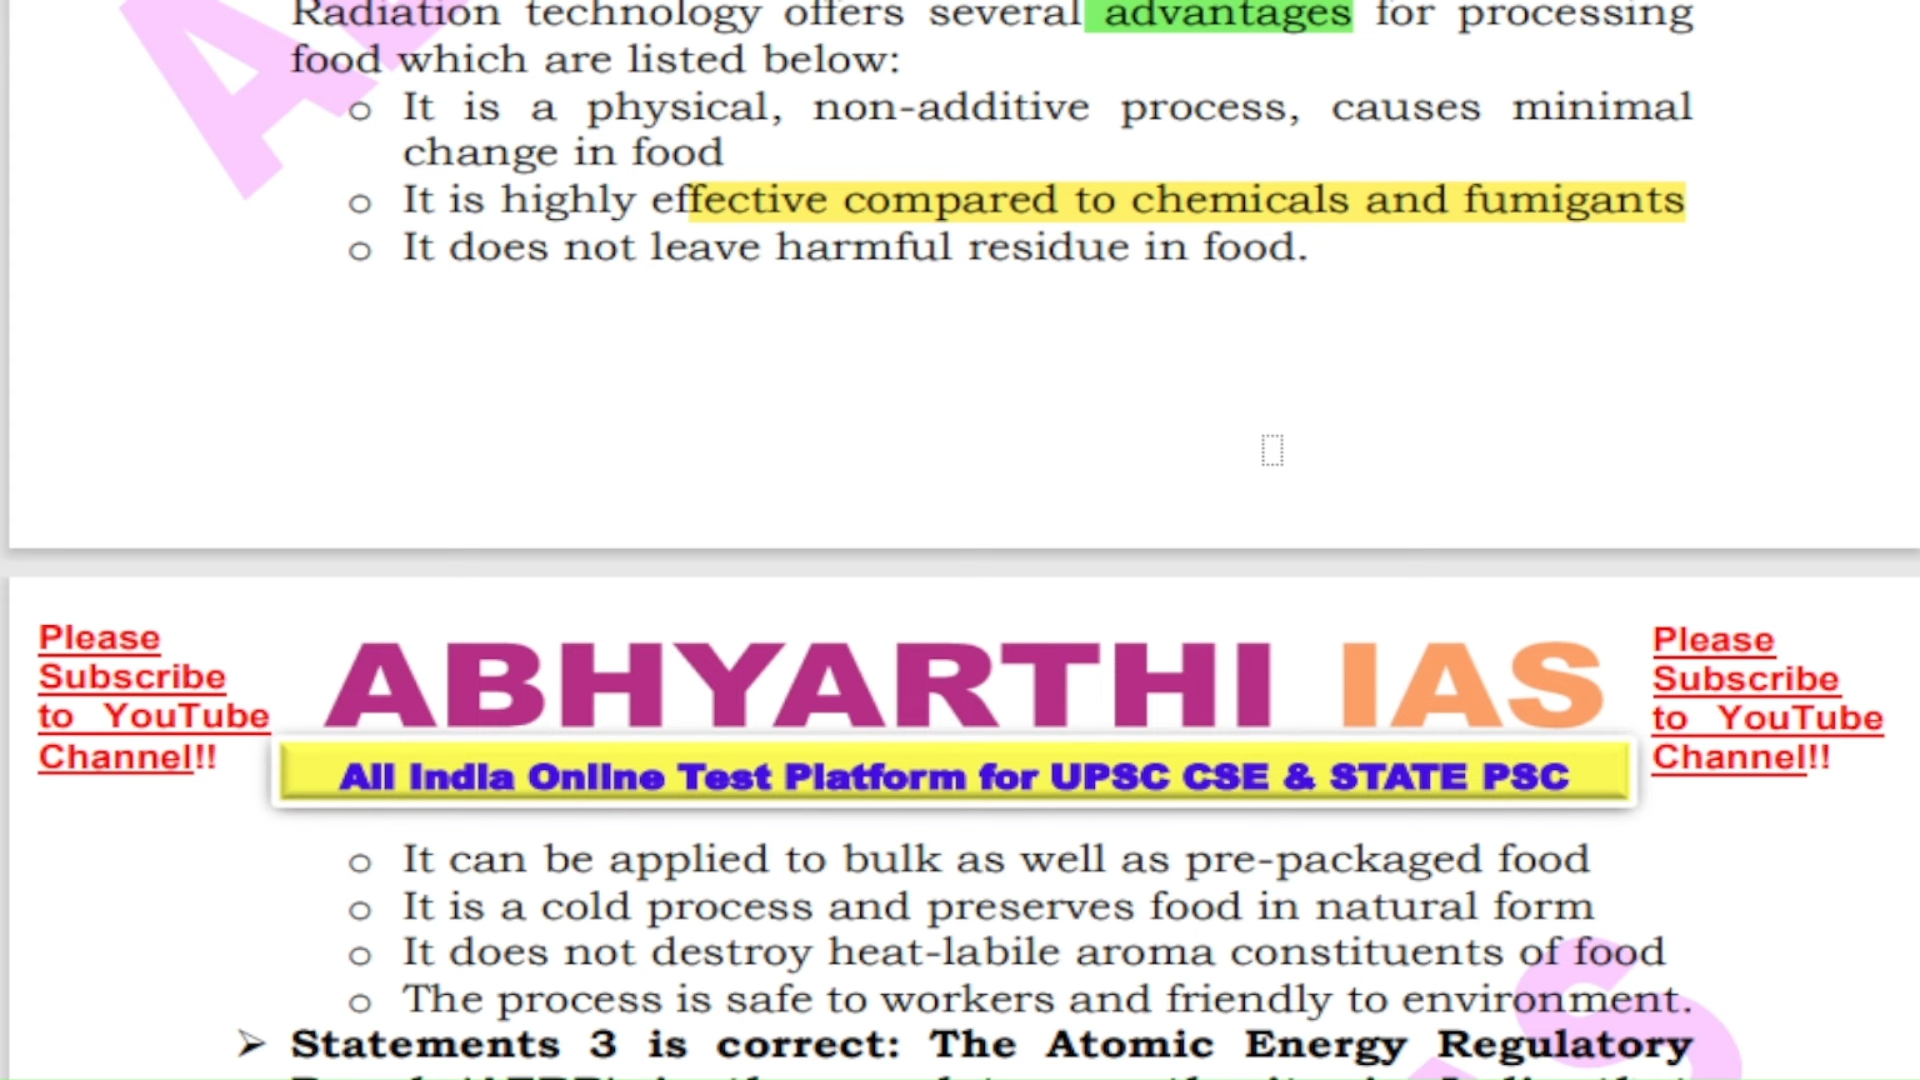 Radiation technology offers several advantages for processing
food which are listed below:
o It is a physical, non-additive process, causes minimal
change in food
o It is highly effective compared to chemicals and fumigants
o It does not leave harmful residue in food.
Please
Subscribe
to YouTube
Channel!!
ABHYARTHI IAS
All India Online Test Platform for UPSC CSE & STATE PSC
Please
Subscribe
to YouTube
Channel!!
o It can be applied to bulk as well as pre-packaged food
o It is a cold process and preserves food in natural form
o It does not destroy heat-labile aroma constituents of food
o The process is safe to workers and friendly to environment.
➢ Statements 3 is correct: The Atomic Energy Regulatory